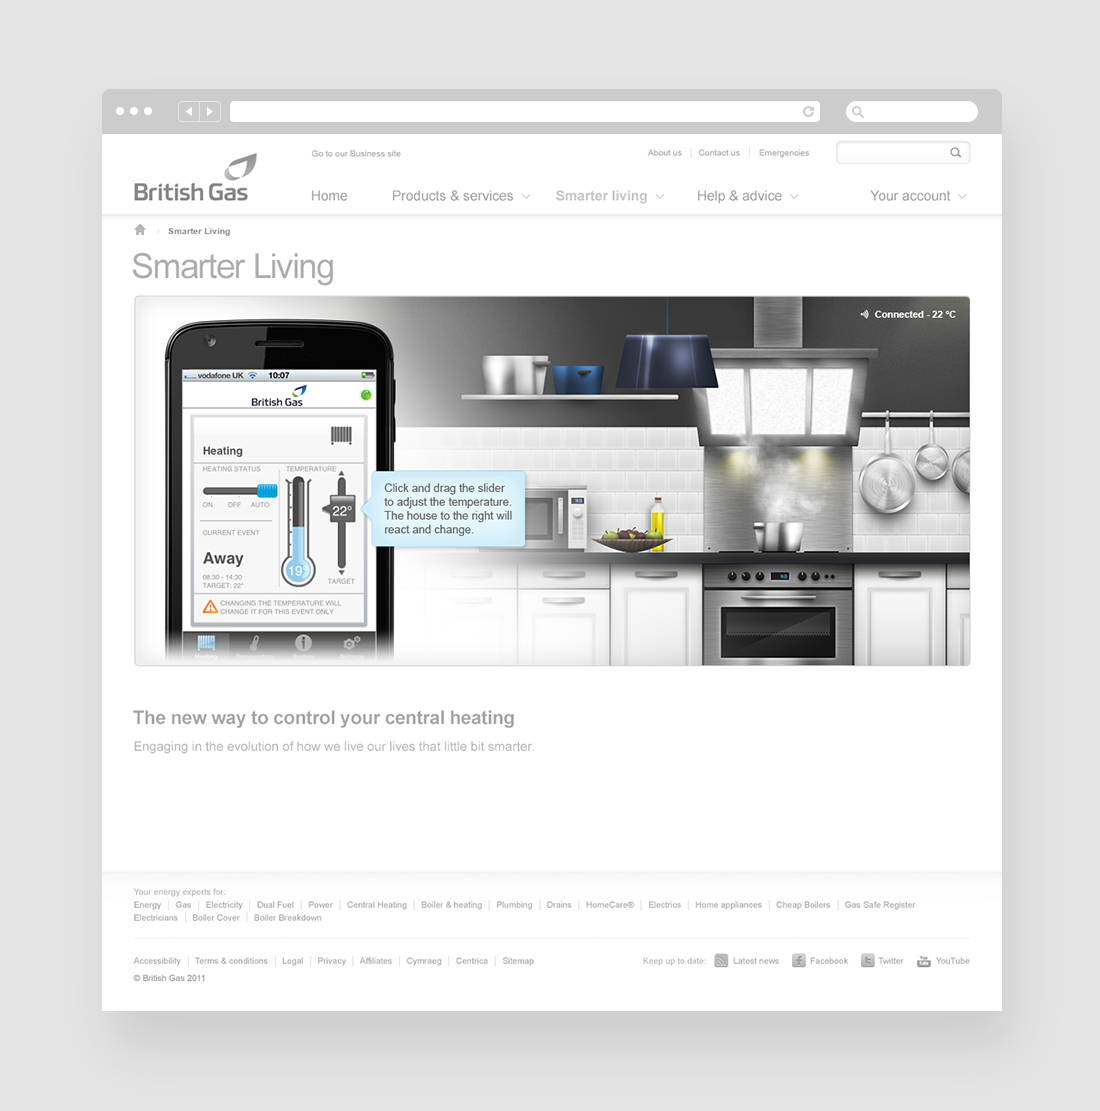 Go to our Business site
About us
Contact us
Emergencies
British Gas
Home
Products & services
Smarter living
Help & advice
Your account
Smarter Living
Smarter Living
Connected - 22 °C
vodafone UK
10:07
British Gas
Heating
HEATING STATUS
TEMPERATURE
ON OFF AUTO
22°
CURRENT EVENT
Away
19°
08:30 - 14:30
TARGET: 22°
TARGET
CHANGING THE TEMPERATURE WILL
CHANGE IT FOR THIS EVENT ONLY
Click and drag the slider
to adjust the temperature.
The house to the right will
react and change.
The new way to control your central heating
Engaging in the evolution of how we live our lives that little bit smarter.
Your energy experts for:
Energy Gas Electricity Dual Fuel Power Central Heating Boiler & heating Plumbing Drains HomeCare® Electrics Home appliances Cheap Boilers Gas Safe Register
Electricians Boiler Cover Boiler Breakdown
Accessibility Terms & conditions Legal Privacy Affiliates Cymraeg Centrica Sitemap
Keep up to date: Latest news Facebook Twitter YouTube
© British Gas 2011